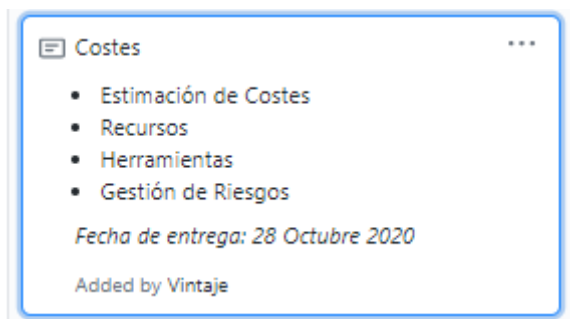 Costes
Estimación de Costes
Recursos
Herramientas
Gestión de Riesgos
Fecha de entrega: 28 Octubre 2020
Added by Vintaje